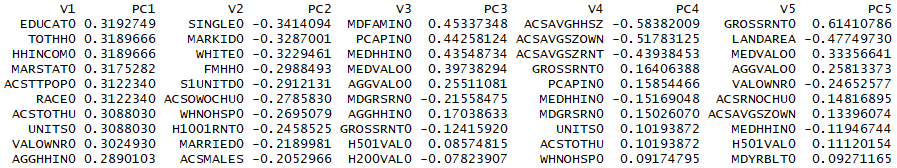 V1 PC1 V2 PC2 V3 PC3 V4 PC4 V5 PC5
EDUCAT0 0.3192749 SINGLE0 -0.3414094 MDFAMIN0 0.45337348 ACSAVGHHSZ -0.58382009 GROSSRNT0 0.61410786
TOTHH0 0.3189666 MARKID0 -0.3287001 PCAPIN0 0.44258124 ACSAVGSZOWN -0.51783125 LANDAREA -0.47749730
HHINCOM0 0.3189666 WHITE0 -0.3229461 MEDHHIN0 0.43548734 ACSAVGSZRNT -0.43938453 MEDVALO0 0.33356641
MARSTAT0 0.3175282 FMHH0 -0.2988493 MEDVALO0 0.39738294 GROSSRNT0 0.16406388 AGGVALO0 0.25813373
ACSTTPOP0 0.3122340 S1UNITD0 -0.2912131 AGGVALO0 0.25511081 PCAPIN0 0.15854466 VALOWNR0 -0.24652577
RACE0 0.3122340 ACSOWOCHU0 -0.2785830 MDGRSRN0 -0.21558475 MEDHHIN0 -0.15169048 ACSRNOCHU0 0.14816895
ACSTOTHU 0.3088030 WHNOHSP0 -0.2695079 AGGHHIN0 0.17038633 MDGRSRN0 0.15026070 ACSAVGSZOWN 0.13396074
UNITS0 0.3088030 H1001RNT0 -0.2458525 GROSSRNT0 -0.12415920 UNITS0 0.10193872 MEDHHIN0 -0.11946744
VALOWNR0 0.3024930 MARRIED0 -0.2189981 H501VAL0 0.08574815 ACSTOTHU 0.10193872 H501VAL0 0.11120154
AGGHHIN0 0.2890103 ACSMALES -0.2052966 H200VAL0 -0.07823907 WHNOHSP0 0.09174795 MDYRBLT0 0.09271165